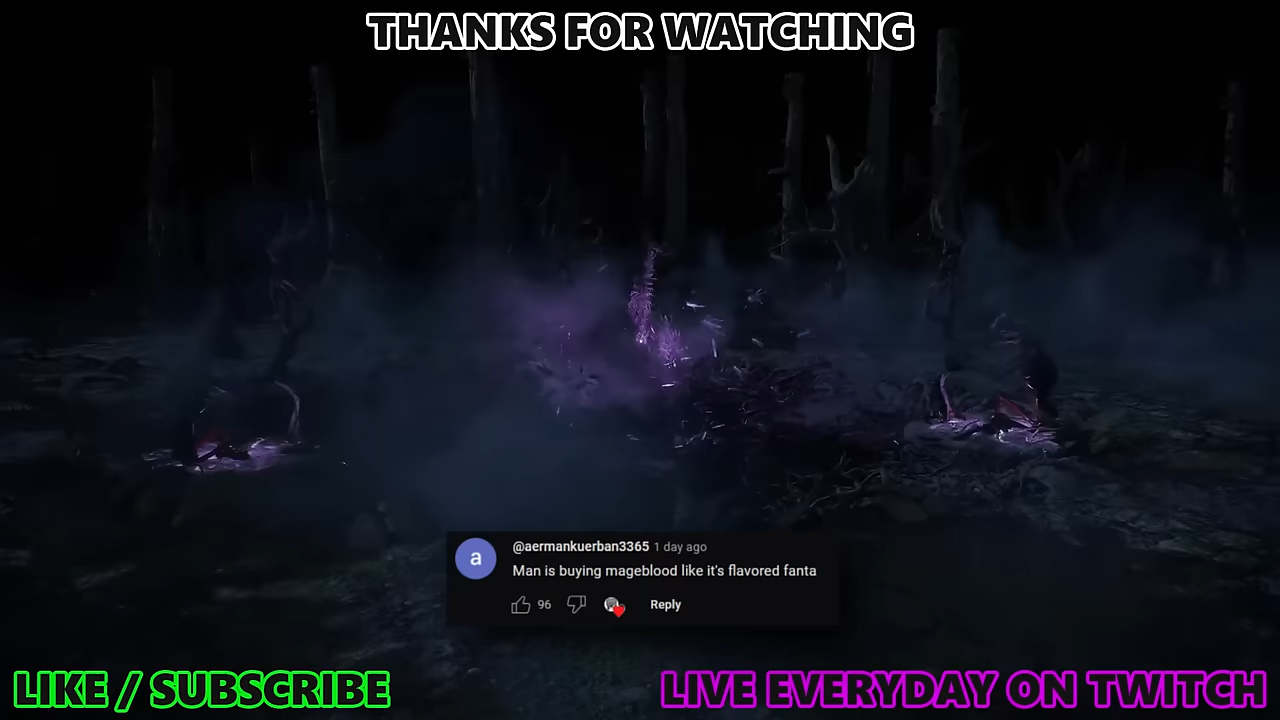 THANKS FOR WATCHING
a
@aermankuerban3365 1 day ago
Man is buying mageblood like it's flavored fanta
96 Reply
LIKE / SUBSCRIBE
LIVE EVERYDAY ON TWITCH